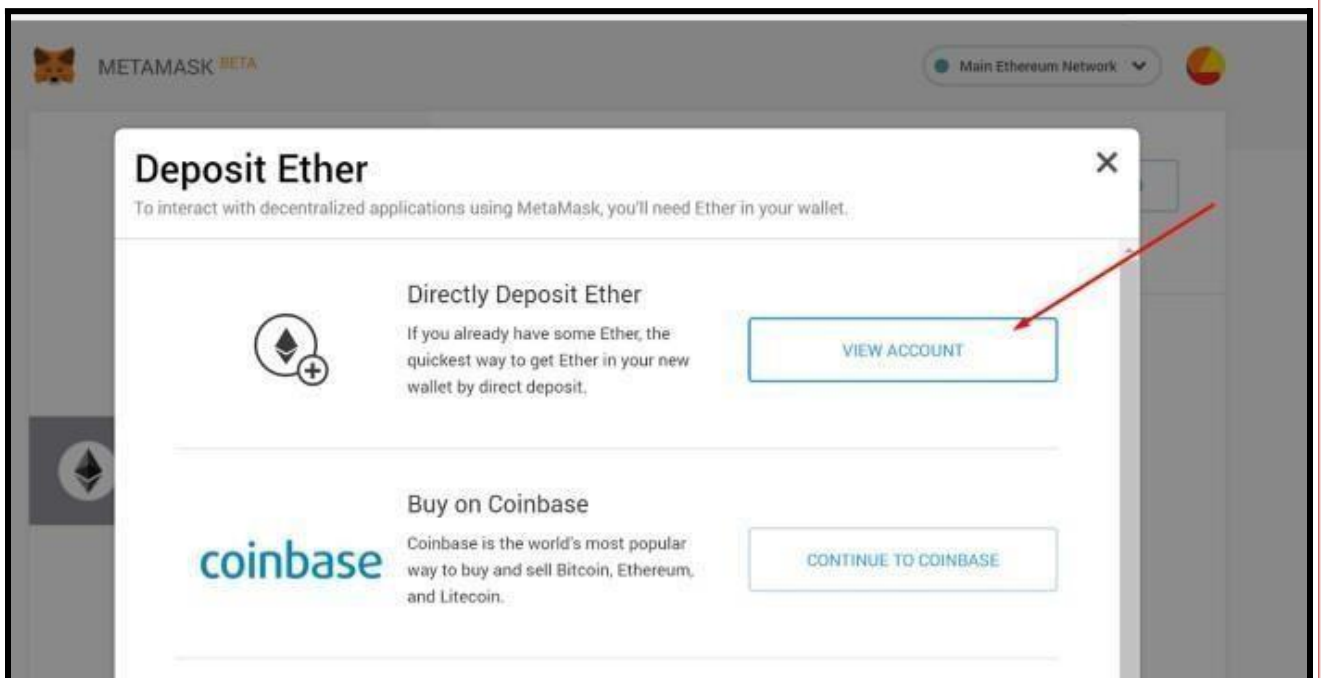 METAMASK BETA
Main Ethereum Network
Deposit Ether
To interact with decentralized applications using MetaMask, you'll need Ether in your wallet.
Directly Deposit Ether
If you already have some Ether, the
quickest way to get Ether in your new
wallet by direct deposit.
VIEW ACCOUNT
Buy on Coinbase
coinbase
Coinbase is the world's most popular
way to buy and sell Bitcoin, Ethereum,
and Litecoin.
CONTINUE TO COINBASE